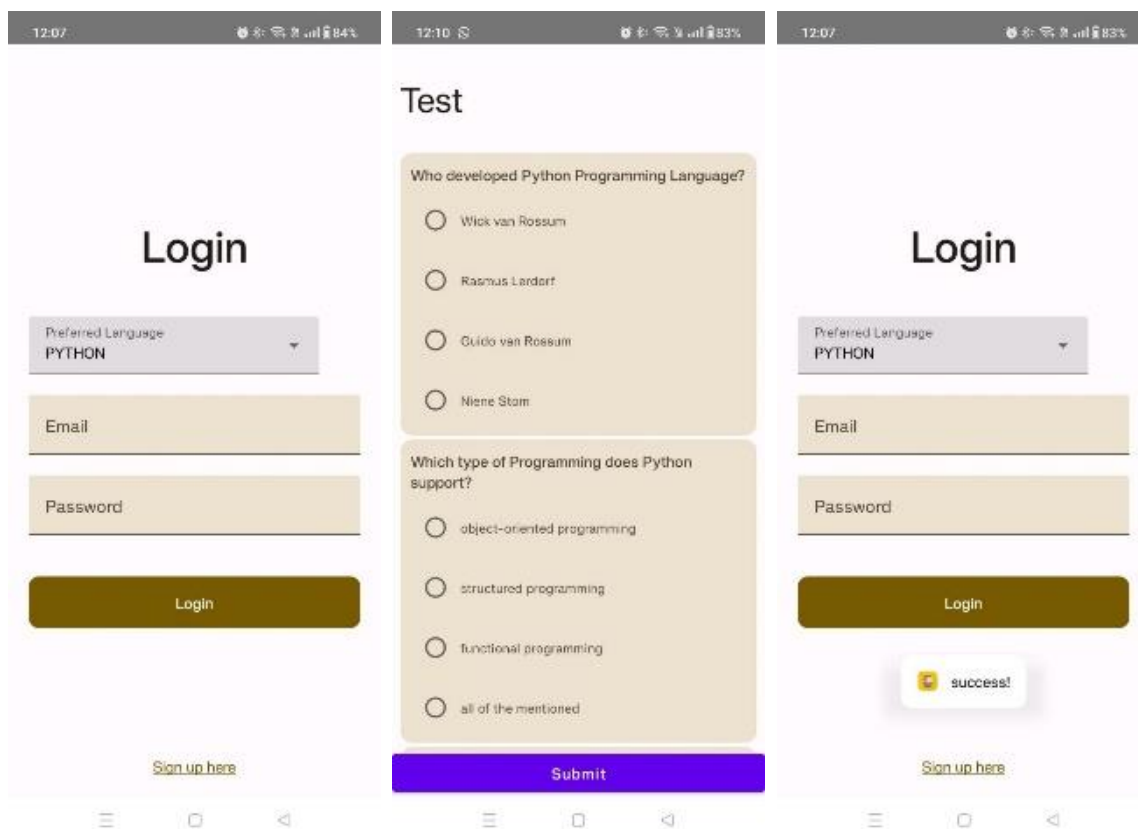 12:07
84%
Login
Preferred Language
PYTHON
Email
Password
Login
Sign up here
12:10
83%
Test
Who developed Python Programming Language?
Wick van Rossum
Rasmus Lerdorf
Guido van Rossum
Niene Stom
Which type of Programming does Python
support?
object-oriented programming
structured programming
functional programming
all of the mentioned
Submit
12:07
83%
Login
Preferred Language
PYTHON
Email
Password
Login
success!
Sign up here